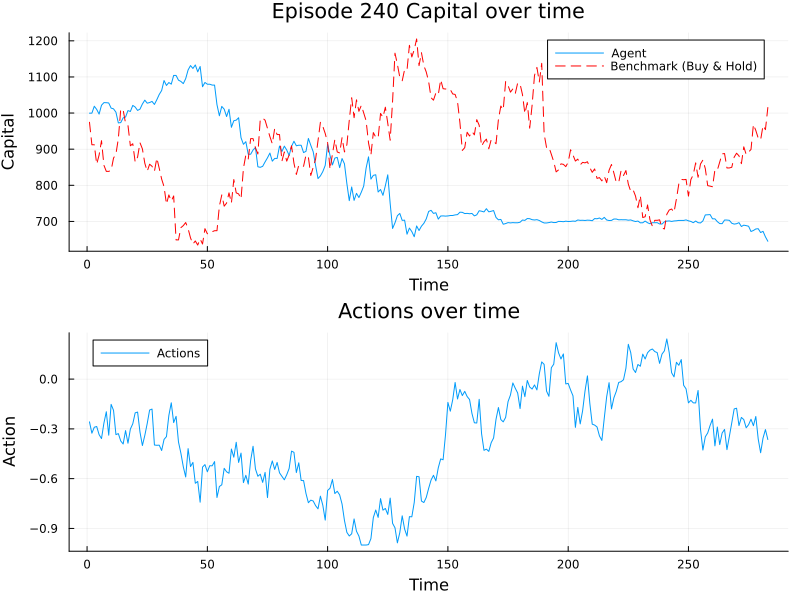 Episode 240 Capital over time
Capital
1200
1100
1000
900
800
700
Agent
Benchmark (Buy & Hold)
0
50
100
150
200
250
Time
Actions over time
Action
0.0
−0.3
−0.6
−0.9
Actions
0
50
100
150
200
250
Time